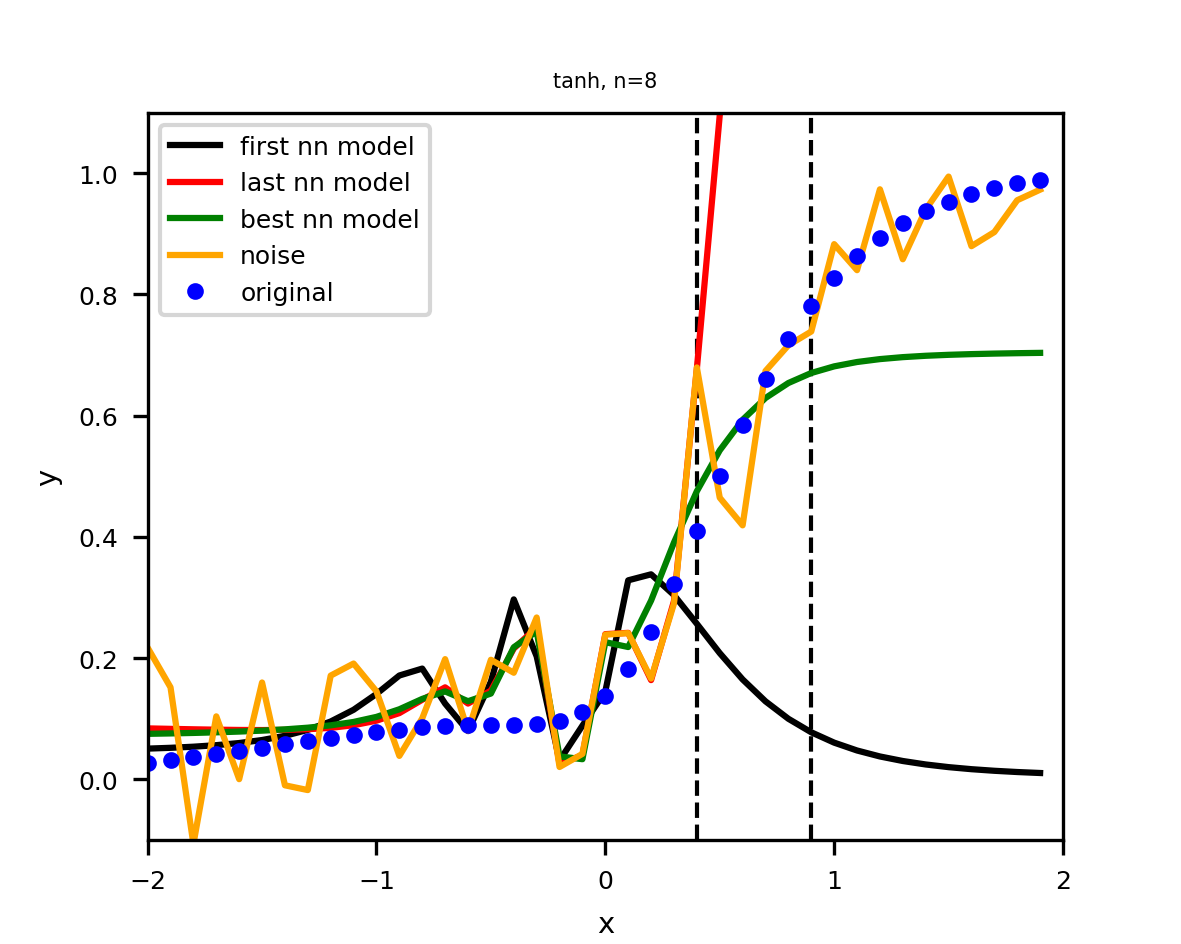 tanh, n=8
first nn model
last nn model
best nn model
noise
original
y
1.0
0.8
0.6
0.4
0.2
0.0
−2
−1
0
1
2
x